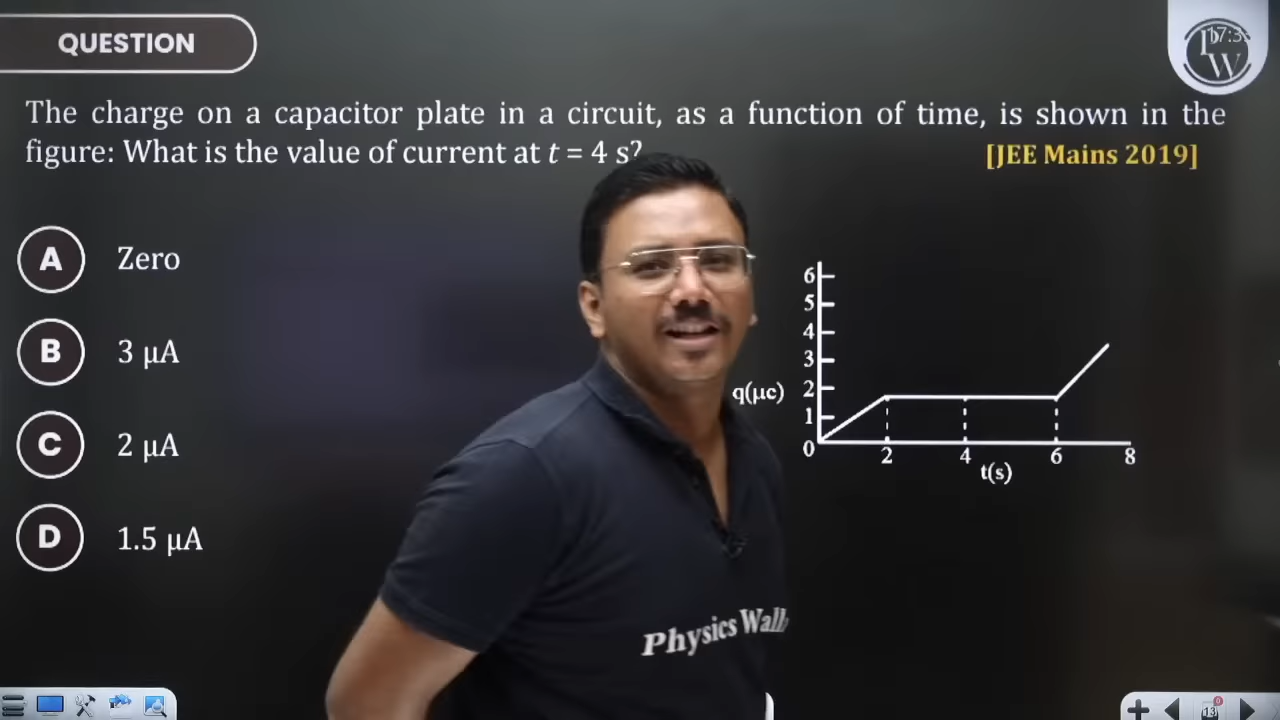 QUESTION
The charge on a capacitor plate in a circuit, as a function of time, is shown in the
figure: What is the value of current at t = 4 s?
[JEE Mains 2019]
A Zero
B 3 μA
C 2 μA
D 1.5 μA
6
5
4
3
q(μc) 2
1
0
2 4 6 8
t(s)
Physics Wall
W
13